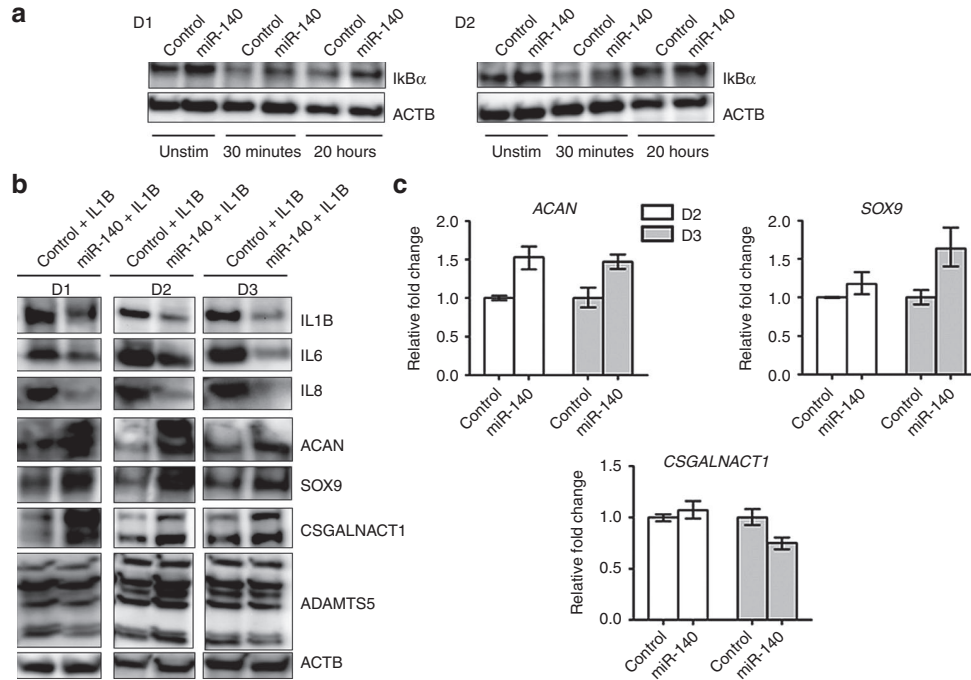 a
D1
Control
miR-140
Control
miR-140
Control
miR-140
IkBα
ACTB
Unstim
30 minutes
20 hours
D2
Control
miR-140
Control
miR-140
Control
miR-140
IkBα
ACTB
Unstim
30 minutes
20 hours
b
Control + IL1B
miR-140 + IL1B
Control + IL1B
miR-140 + IL1B
Control + IL1B
miR-140 + IL1B
D1
D2
D3
IL1B
IL6
IL8
ACAN
SOX9
CSGALNACT1
ADAMTS5
ACTB
c
ACAN
Relative fold change
2.0
1.5
1.0
0.5
0.0
Control
miR-140
Control
miR-140
D2
D3
SOX9
Relative fold change
2.0
1.5
1.0
0.5
0.0
Control
miR-140
Control
miR-140
CSGALNACT1
Relative fold change
1.5
1.0
0.5
0.0
Control
miR-140
Control
miR-140